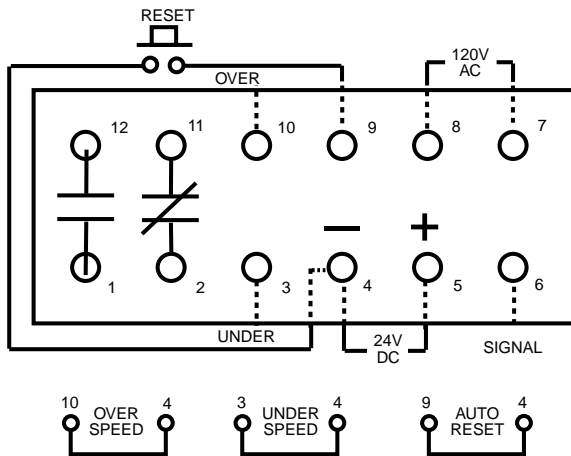 RESET
OVER
120V
AC
12 11 10 9 8 7
− +
1 2 3 4 5 6
UNDER
24V
DC
SIGNAL
10 OVER SPEED 4
3 UNDER SPEED 4
9 AUTO RESET 4